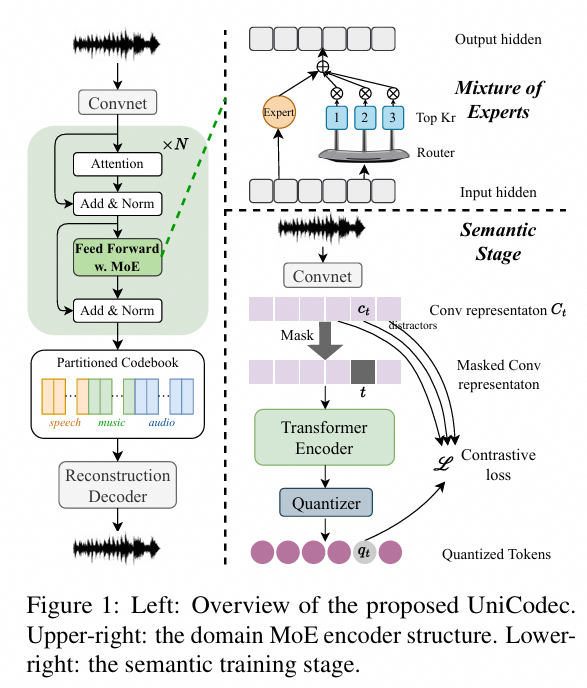 Convnet
×N
Attention
Add & Norm
Feed Forward
w. MoE
Add & Norm
Partitioned Codebook
... ... ...
speech music audio
Reconstruction
Decoder
Output hidden
Mixture of
Experts
Expert
1 2 3
Top Kr
Router
Input hidden
Semantic
Stage
Convnet
c_t
Conv representaton C_t
distractors
Mask
Masked Conv
representaton
t
Transformer
Encoder
ℒ
Contrastive
loss
Quantizer
q_t
Quantized Tokens
Figure 1: Left: Overview of the proposed UniCodec.
Upper-right: the domain MoE encoder structure. Lower-
right: the semantic training stage.